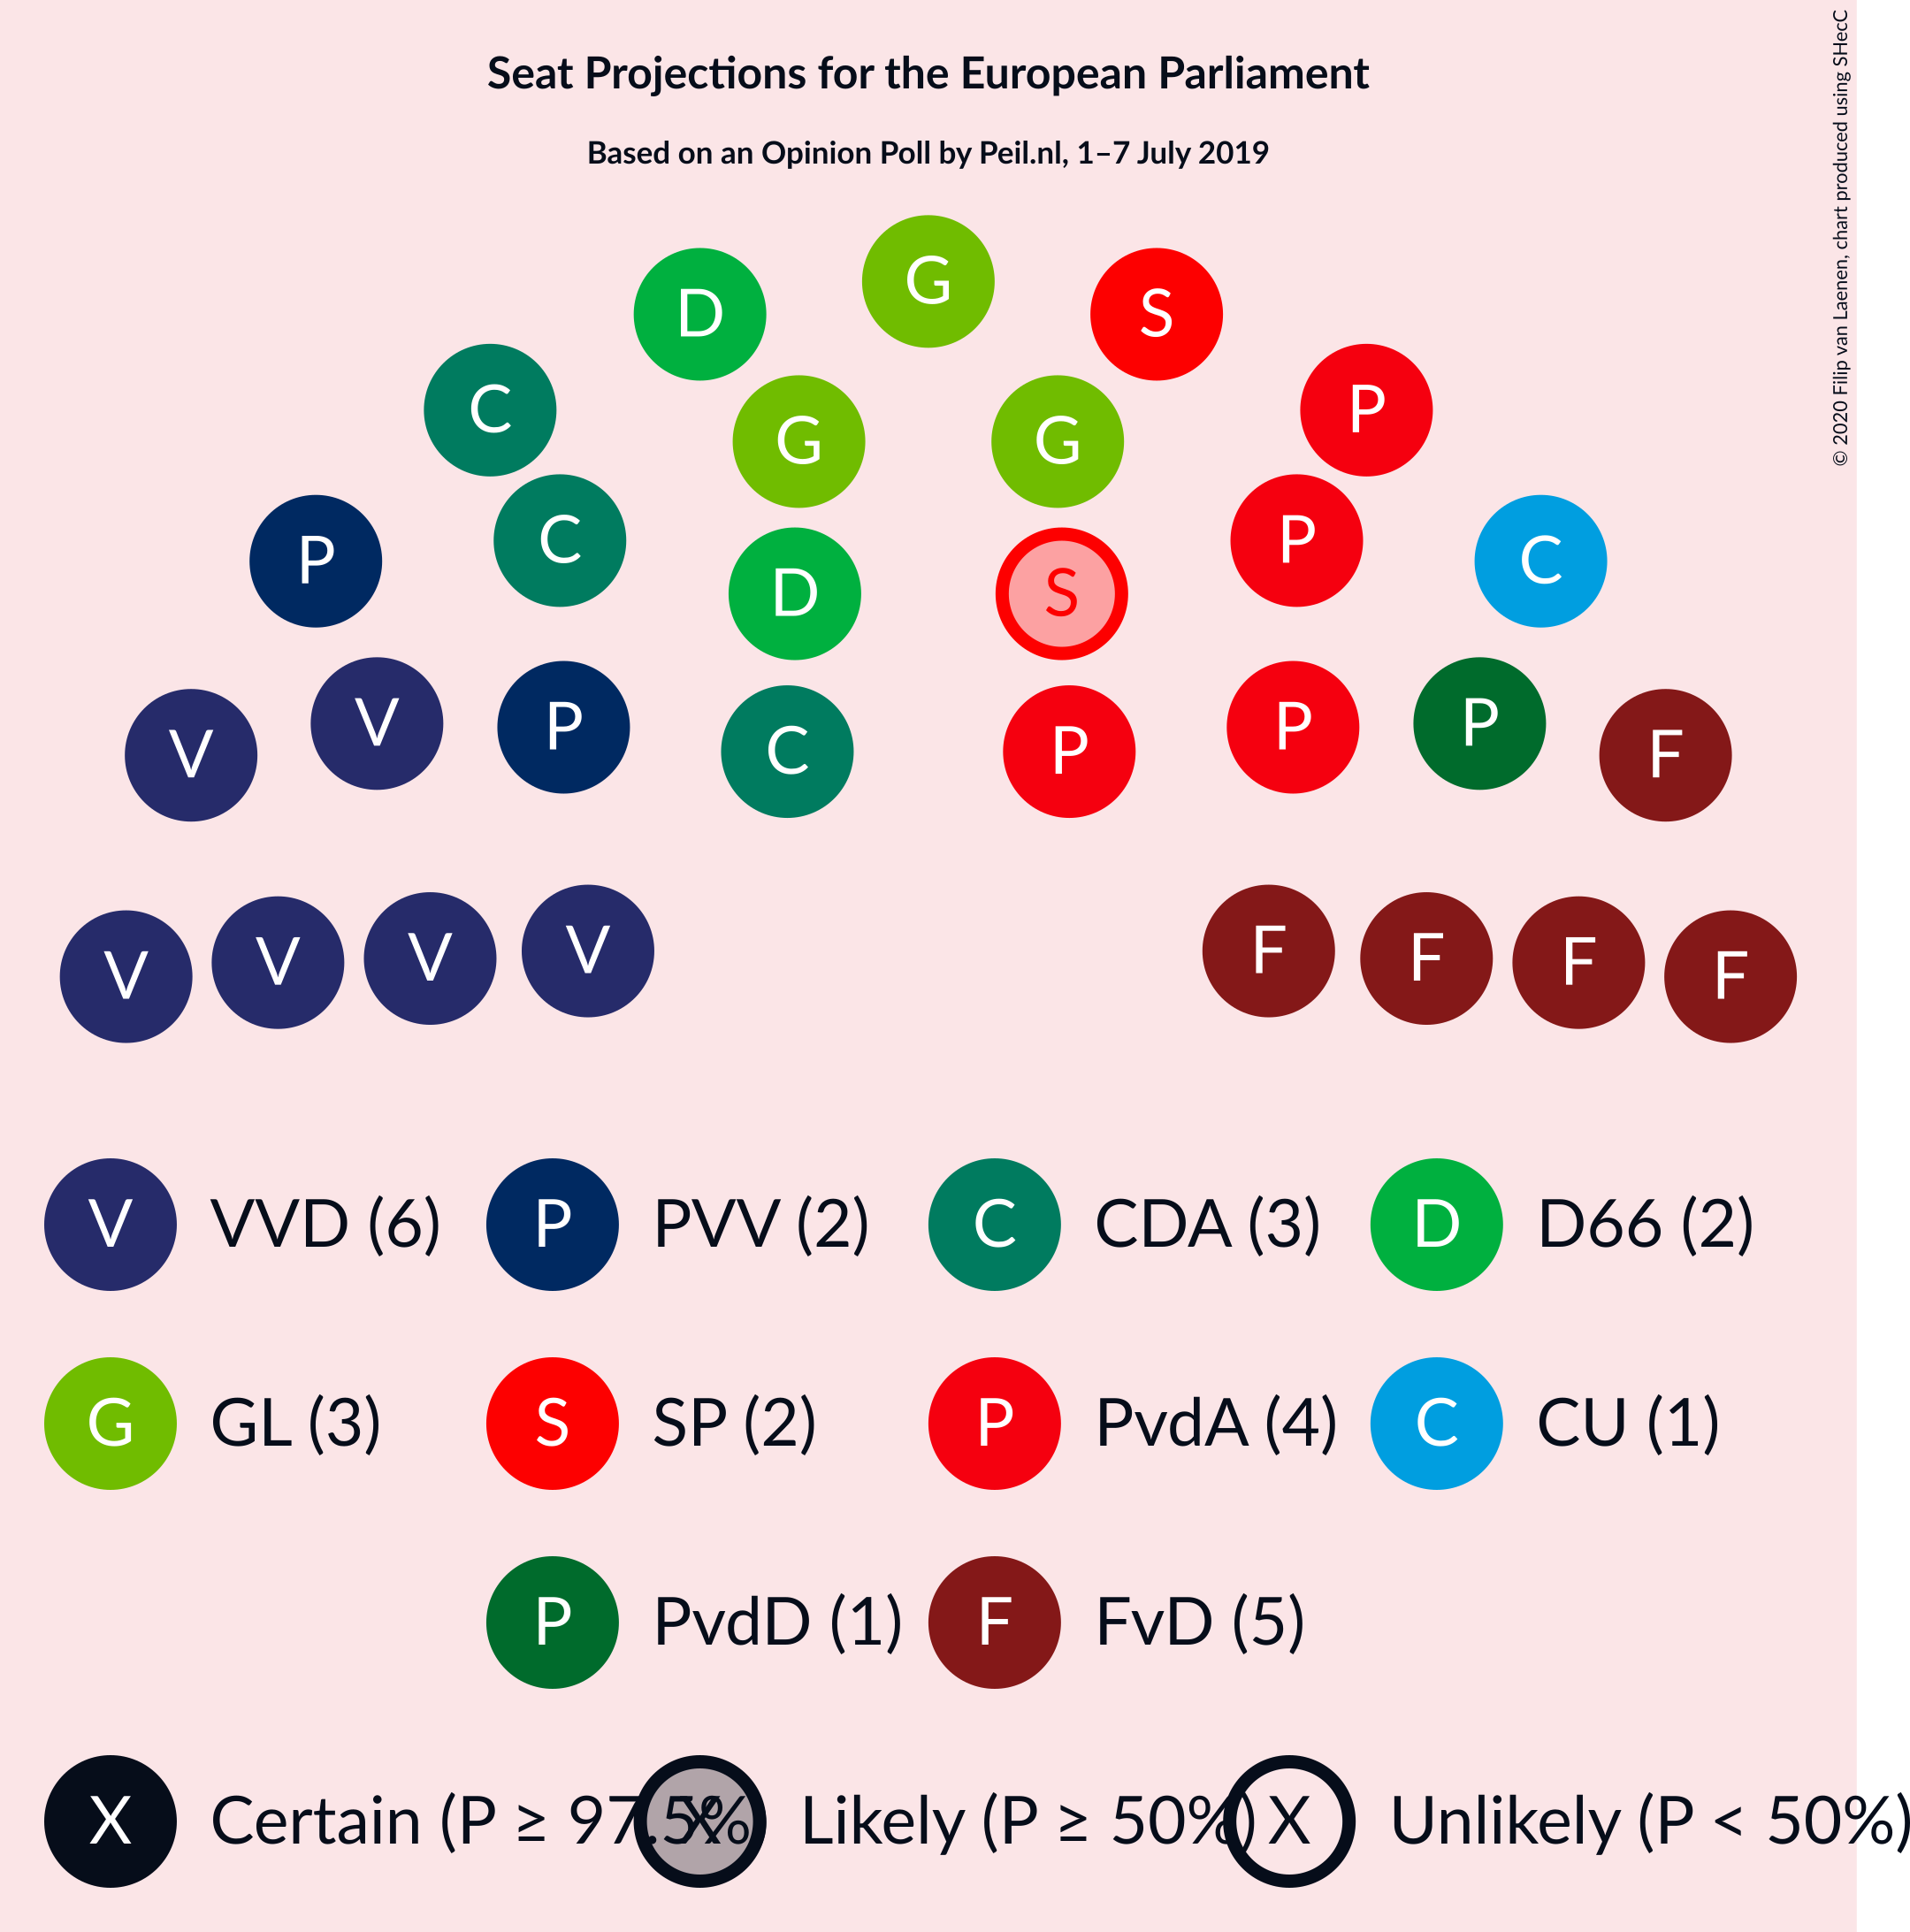 Seat Projections for the European Parliament
Based on an Opinion Poll by Peil.nl, 1–7 July 2019
© 2020 Filip van Laenen, chart produced using SHecC
G
D S
C P
G G
C P
P C
D S
V V P C P P P F
V V V V F F F F
V VVD (6) P PVV (2) C CDA (3) D D66 (2)
G GL (3) S SP (2) P PvdA (4) C CU (1)
P PvdD (1) F FvD (5)
X Certain (P ≥ 97.5%) X Likely (P ≥ 50%) X Unlikely (P < 50%)